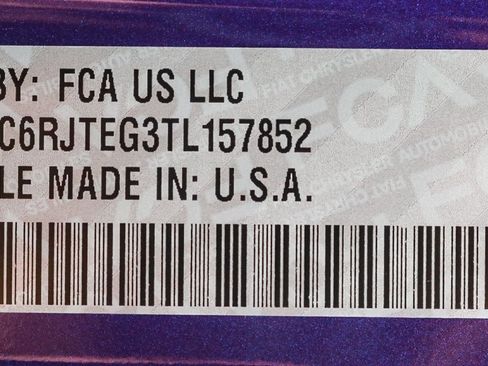 BY: FCA US LLC
C6RJTEG3TL157852
LE MADE IN: U.S.A.